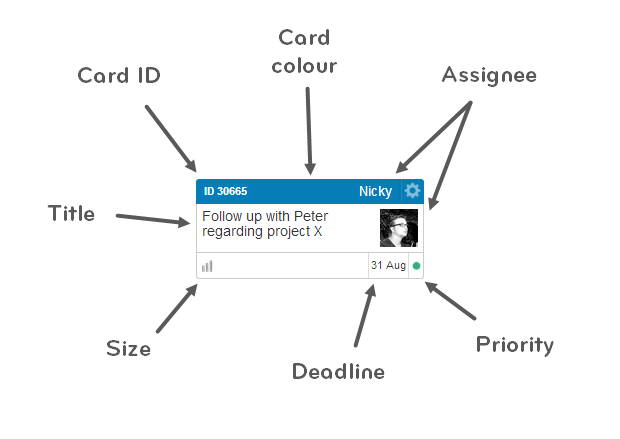 Card
colour
Card ID
Assignee
ID 30665
Nicky
Title
Follow up with Peter
regarding project X
31 Aug
Size
Deadline
Priority